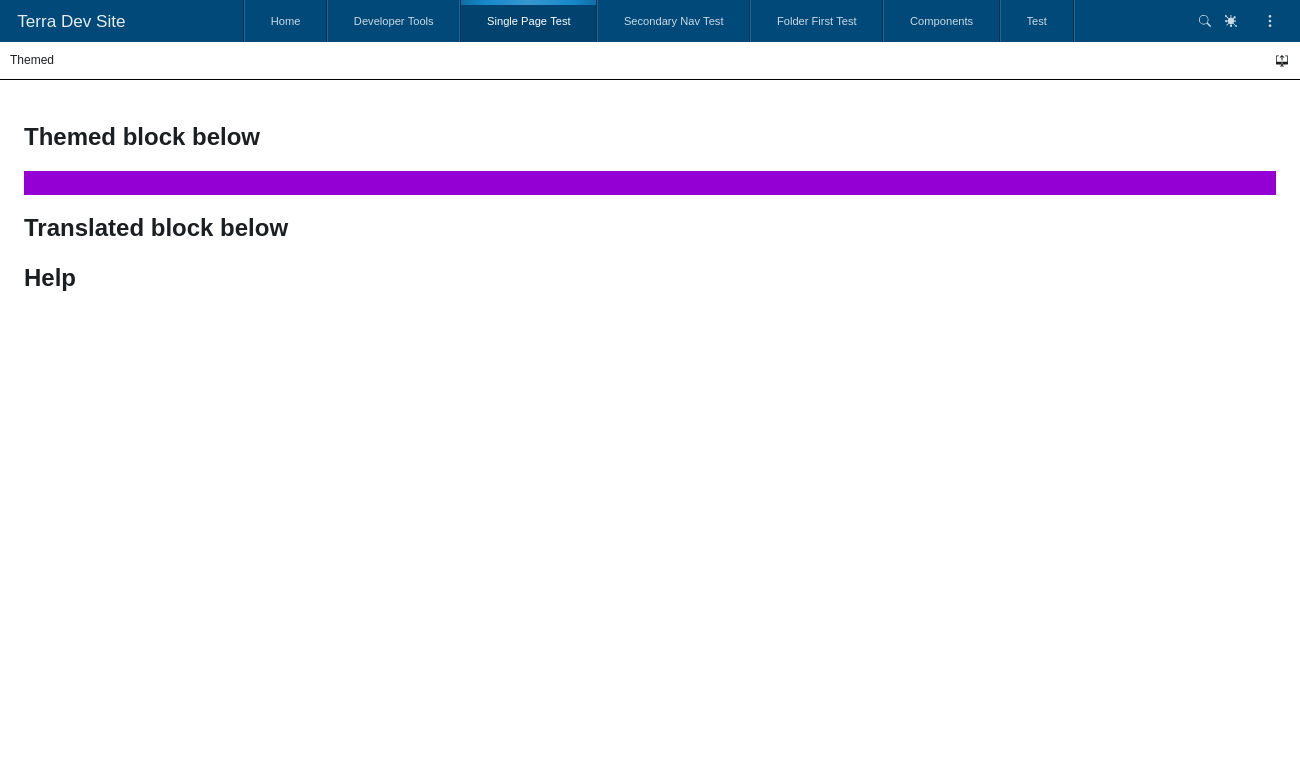 Terra Dev Site
Home
Developer Tools
Single Page Test
Secondary Nav Test
Folder First Test
Components
Test
Themed
Themed block below
Translated block below
Help